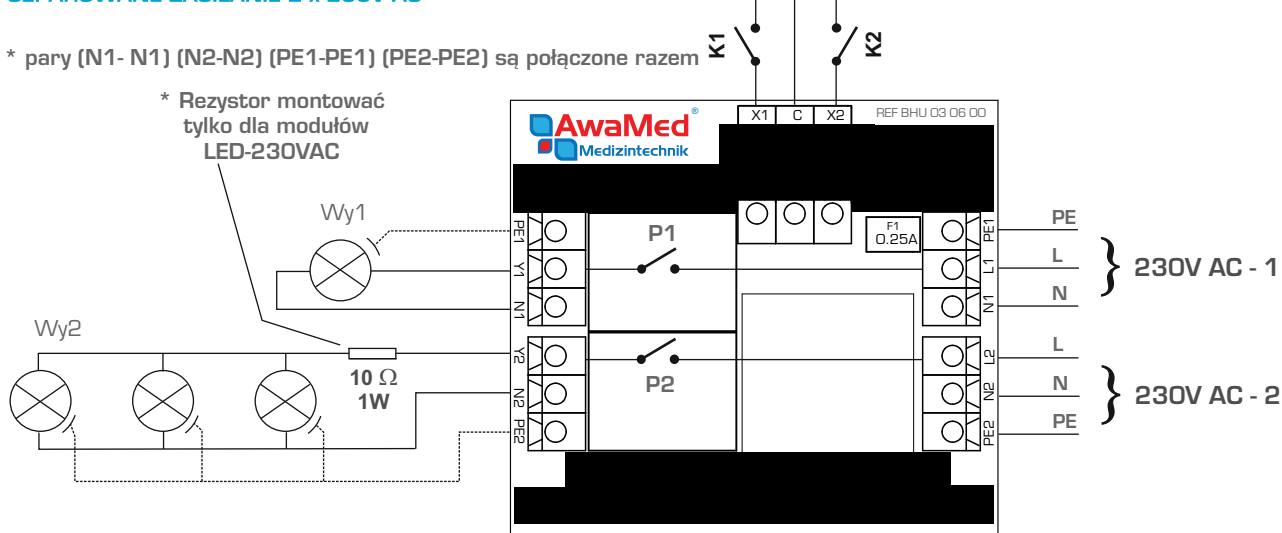 K1
K2
* pary (N1- N1) (N2-N2) (PE1-PE1) (PE2-PE2) są połączone razem
* Rezystor montować
tylko dla modułów
LED-230VAC
AwaMed®
Medizintechnik
X1 C X2
REF BHU 03 06 00
Wy1
PE1
Y1
N1
P1
F1
0.25A
PE1
L1
N1
PE
L
N
230V AC - 1
Wy2
10 Ω
1W
Y2
N2
PE2
P2
L2
N2
PE2
L
N
PE
230V AC - 2